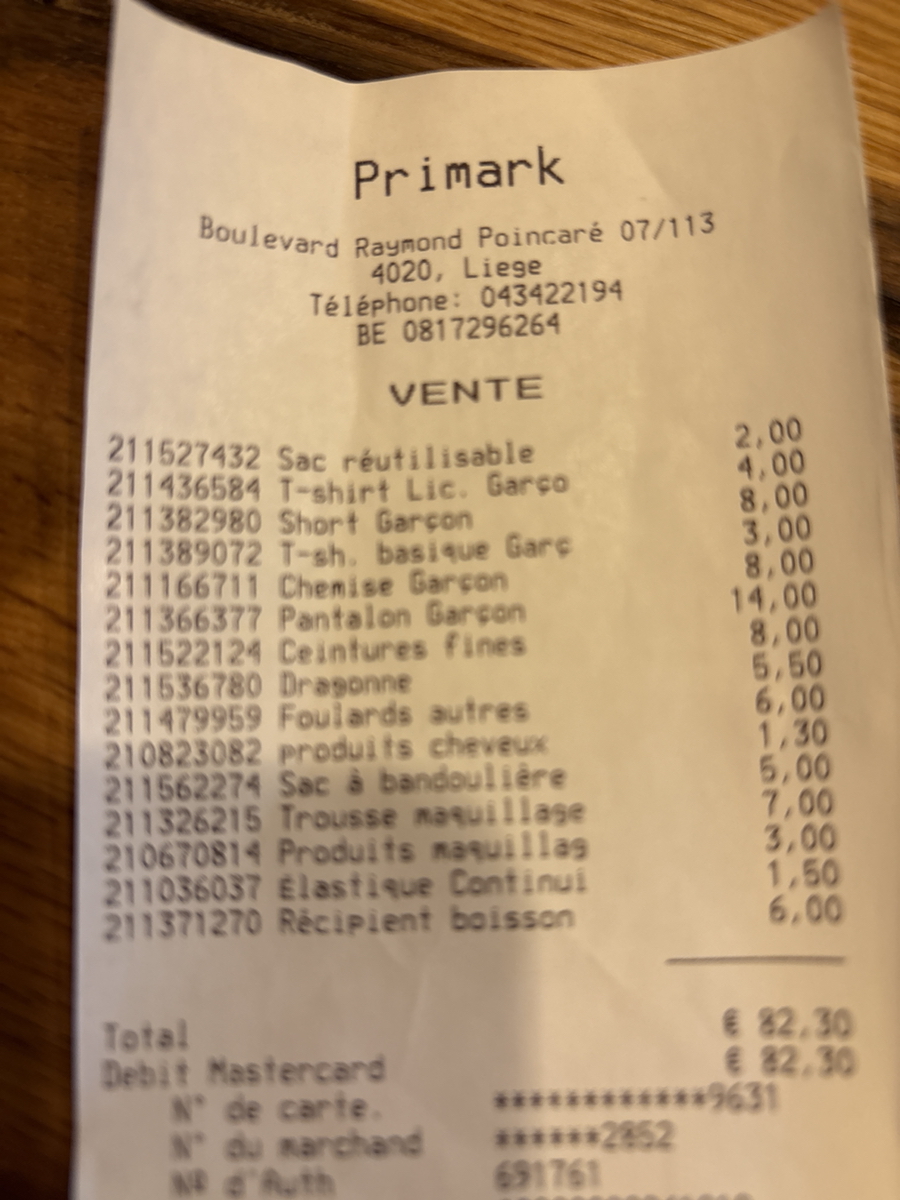 Primark
Boulevard Raymond Poincaré 07/113
4020, Liege
Téléphone: 043422194
BE 0817296264
VENTE
211527432 Sac réutilisable 2,00
211436584 T-shirt Lic. Garço 4,00
211382980 Short Garçon 8,00
211389072 T-sh. basique Garç 3,00
211166711 Chemise Garçon 8,00
211366377 Pantalon Garçon 14,00
211522124 Ceintures fines 8,00
211536780 Dragonne 5,50
211479959 Foulards autres 6,00
210823082 produits cheveux 1,30
211562274 Sac à bandoulière 5,00
211326215 Trousse maquillage 7,00
210670814 Produits maquillag 3,00
211036037 Élastique Continui 1,50
211371270 Récipient boisson 6,00
Total € 82,30
Debit Mastercard € 82,30
N° de carte. ************9631
N° du marchand ******2852
Nº d'Auth 691761